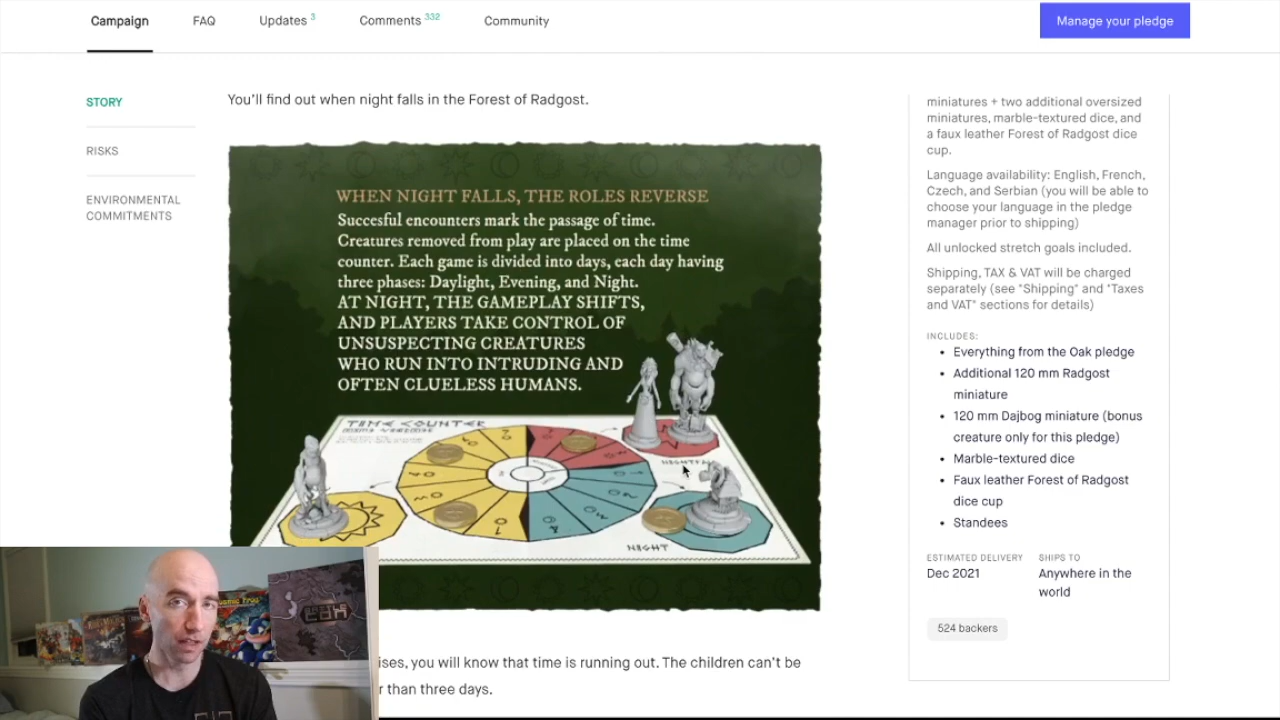 Campaign
FAQ
Updates 3
Comments 332
Community
Manage your pledge
STORY
RISKS
ENVIRONMENTAL
COMMITMENTS
You'll find out when night falls in the Forest of Radgost.
WHEN NIGHT FALLS, THE ROLES REVERSE
Succesful encounters mark the passage of time.
Creatures removed from play are placed on the time
counter. Each game is divided into days, each day having
three phases: Daylight, Evening, and Night.
AT NIGHT, THE GAMEPLAY SHIFTS,
AND PLAYERS TAKE CONTROL OF
UNSUSPECTING CREATURES
WHO RUN INTO INTRUDING AND
OFTEN CLUELESS HUMANS.
TIME COUNTER
NIGHT
ises, you will know that time is running out. The children can't be
r than three days.
miniatures + two additional oversized
miniatures, marble-textured dice, and
a faux leather Forest of Radgost dice
cup.
Language availability: English, French,
Czech, and Serbian (you will be able to
choose your language in the pledge
manager prior to shipping)
All unlocked stretch goals included.
Shipping, TAX & VAT will be charged
separately (see "Shipping" and "Taxes
and VAT" sections for details)
INCLUDES:
• Everything from the Oak pledge
• Additional 120 mm Radgost
miniature
• 120 mm Dajbog miniature (bonus
creature only for this pledge)
• Marble-textured dice
• Faux leather Forest of Radgost
dice cup
• Standees
ESTIMATED DELIVERY
Dec 2021
SHIPS TO
Anywhere in the
world
524 backers